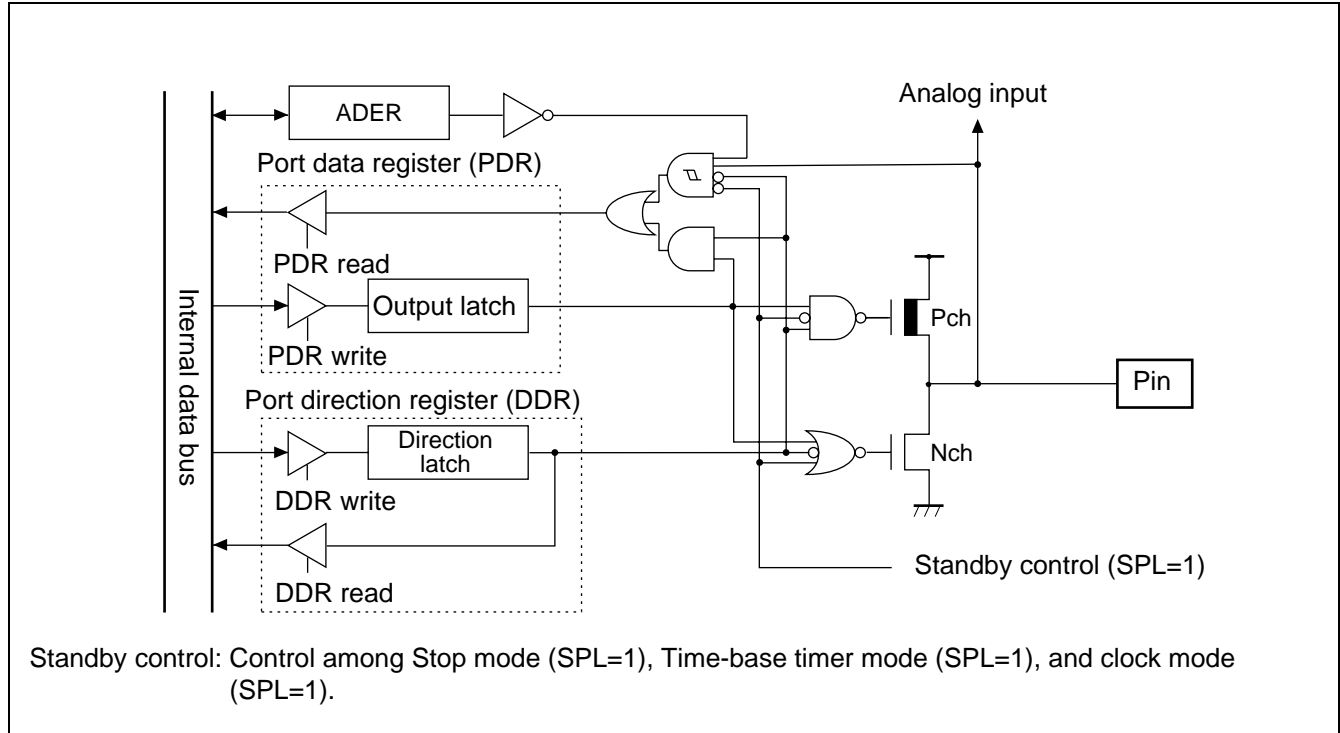 ADER
Analog input
Port data register (PDR)
PDR read
Output latch
PDR write
Pch
Pin
Port direction register (DDR)
Direction
latch
Nch
DDR write
DDR read
Internal data bus
Standby control (SPL=1)
Standby control: Control among Stop mode (SPL=1), Time-base timer mode (SPL=1), and clock mode
(SPL=1).